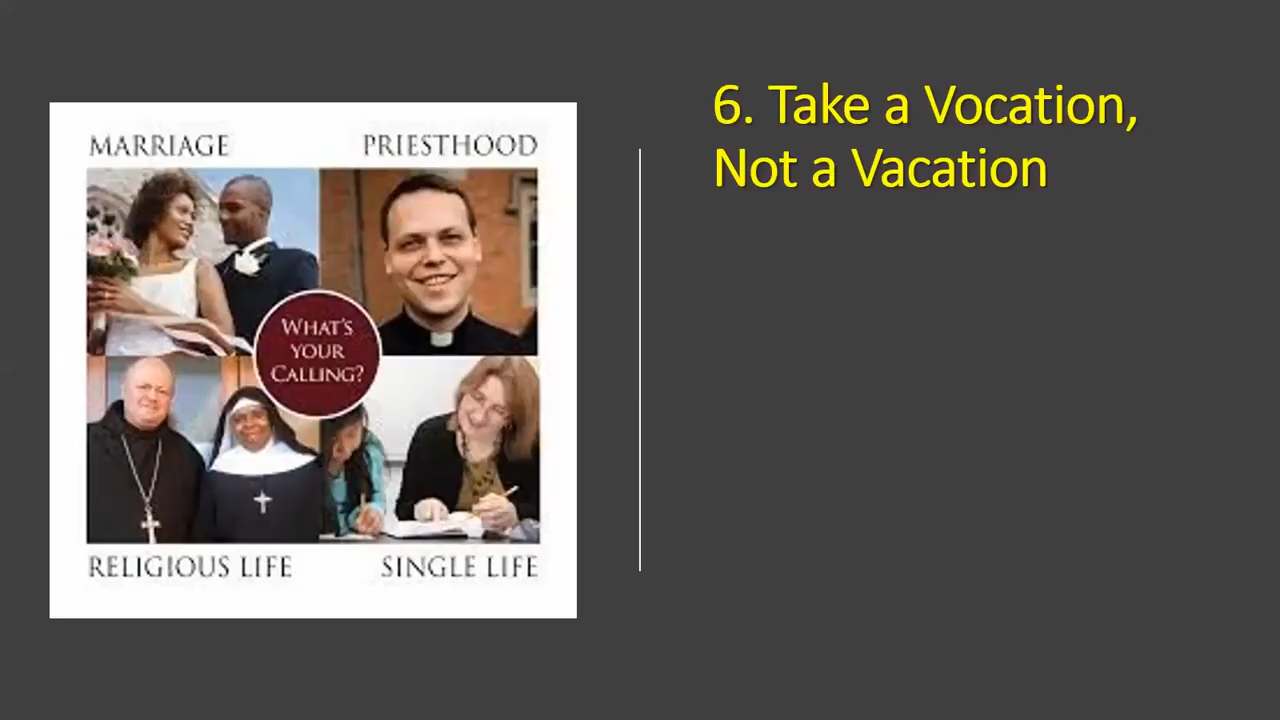 MARRIAGE
PRIESTHOOD
WHAT'S
YOUR
CALLING?
RELIGIOUS LIFE
SINGLE LIFE
6. Take a Vocation,
Not a Vacation